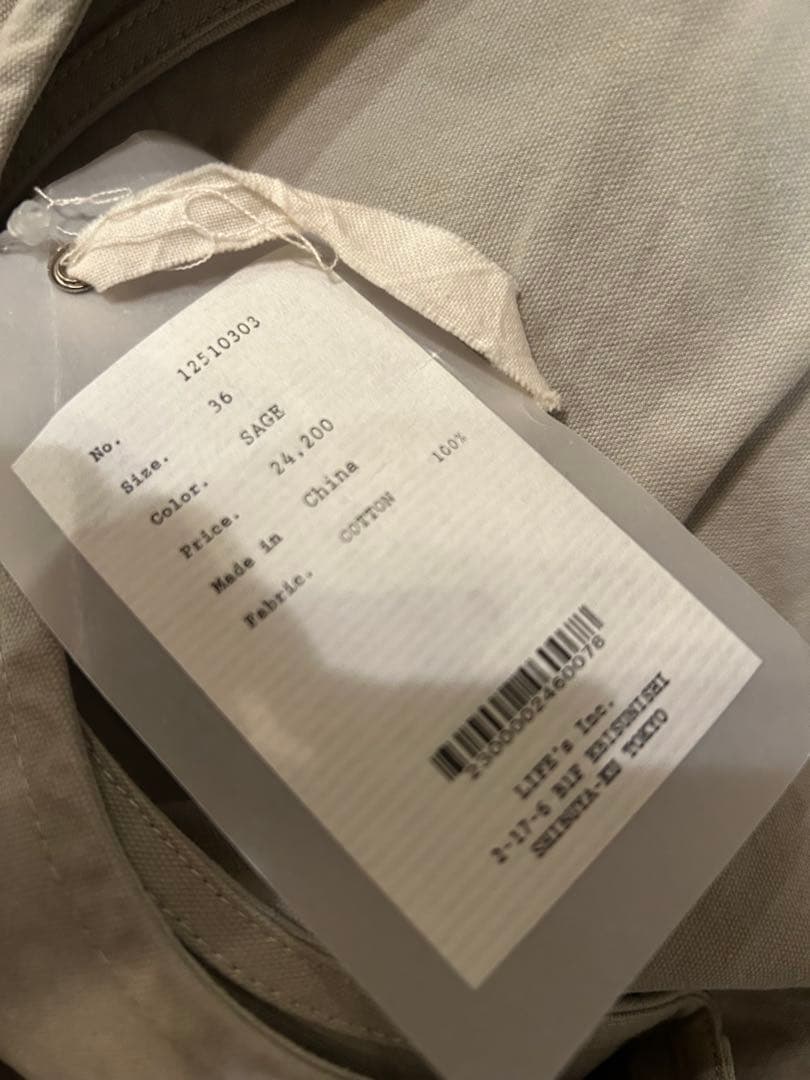 No. 12510303
Size. 36
Color. SAGE
Price. 24,200
Made in China
Fabric. COTTON 100%
2300002460078
LIFE's Inc.
2-17-6 B1F EBISUNISHI
SHIBUYA-KU TOKYO